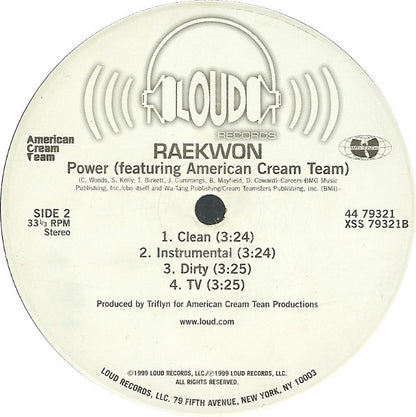 LOUD
RECORDS
American
Cream
Team
WU-TANG
RAEKWON
Power (featuring American Cream Team)
(C. Woods, S. Kelly, T. Birkett, J. Cummings, B. Mayfield, D. Coward)-Careers-BMG Music
Publishing, Inc./obo itself and Wu-Tang Publishing/Cream Teamsters Publishing, Inc. (BMI)-
SIDE 2
33⅓ RPM
Stereo
44 79321
XSS 79321B
1. Clean (3:24)
2. Instrumental (3:24)
3. Dirty (3:25)
4. TV (3:25)
Produced by Triflyn for American Cream Tean Productions
www.loud.com
©1999 LOUD RECORDS, LLC/℗1999 LOUD RECORDS, LLC.
ALL RIGHTS RESERVED.
LOUD RECORDS, LLC. 79 FIFTH AVENUE, NEW YORK, NY 10003